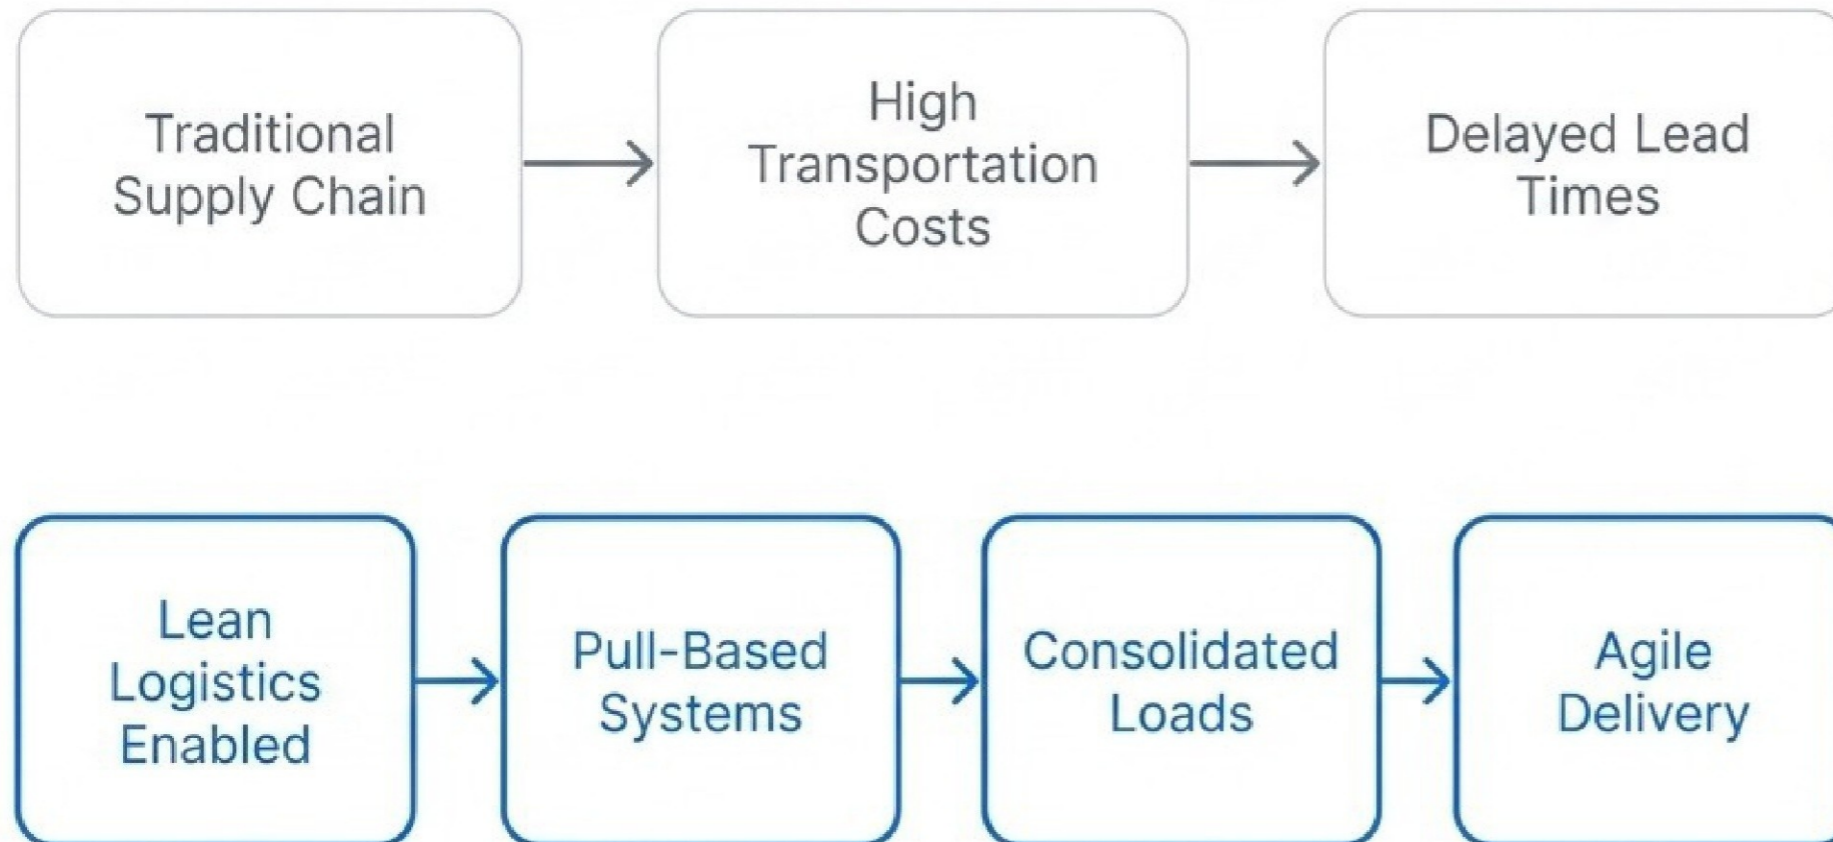 Traditional
Supply Chain
High
Transportation
Costs
Delayed Lead
Times
Lean
Logistics
Enabled
Pull-Based
Systems
Consolidated
Loads
Agile
Delivery